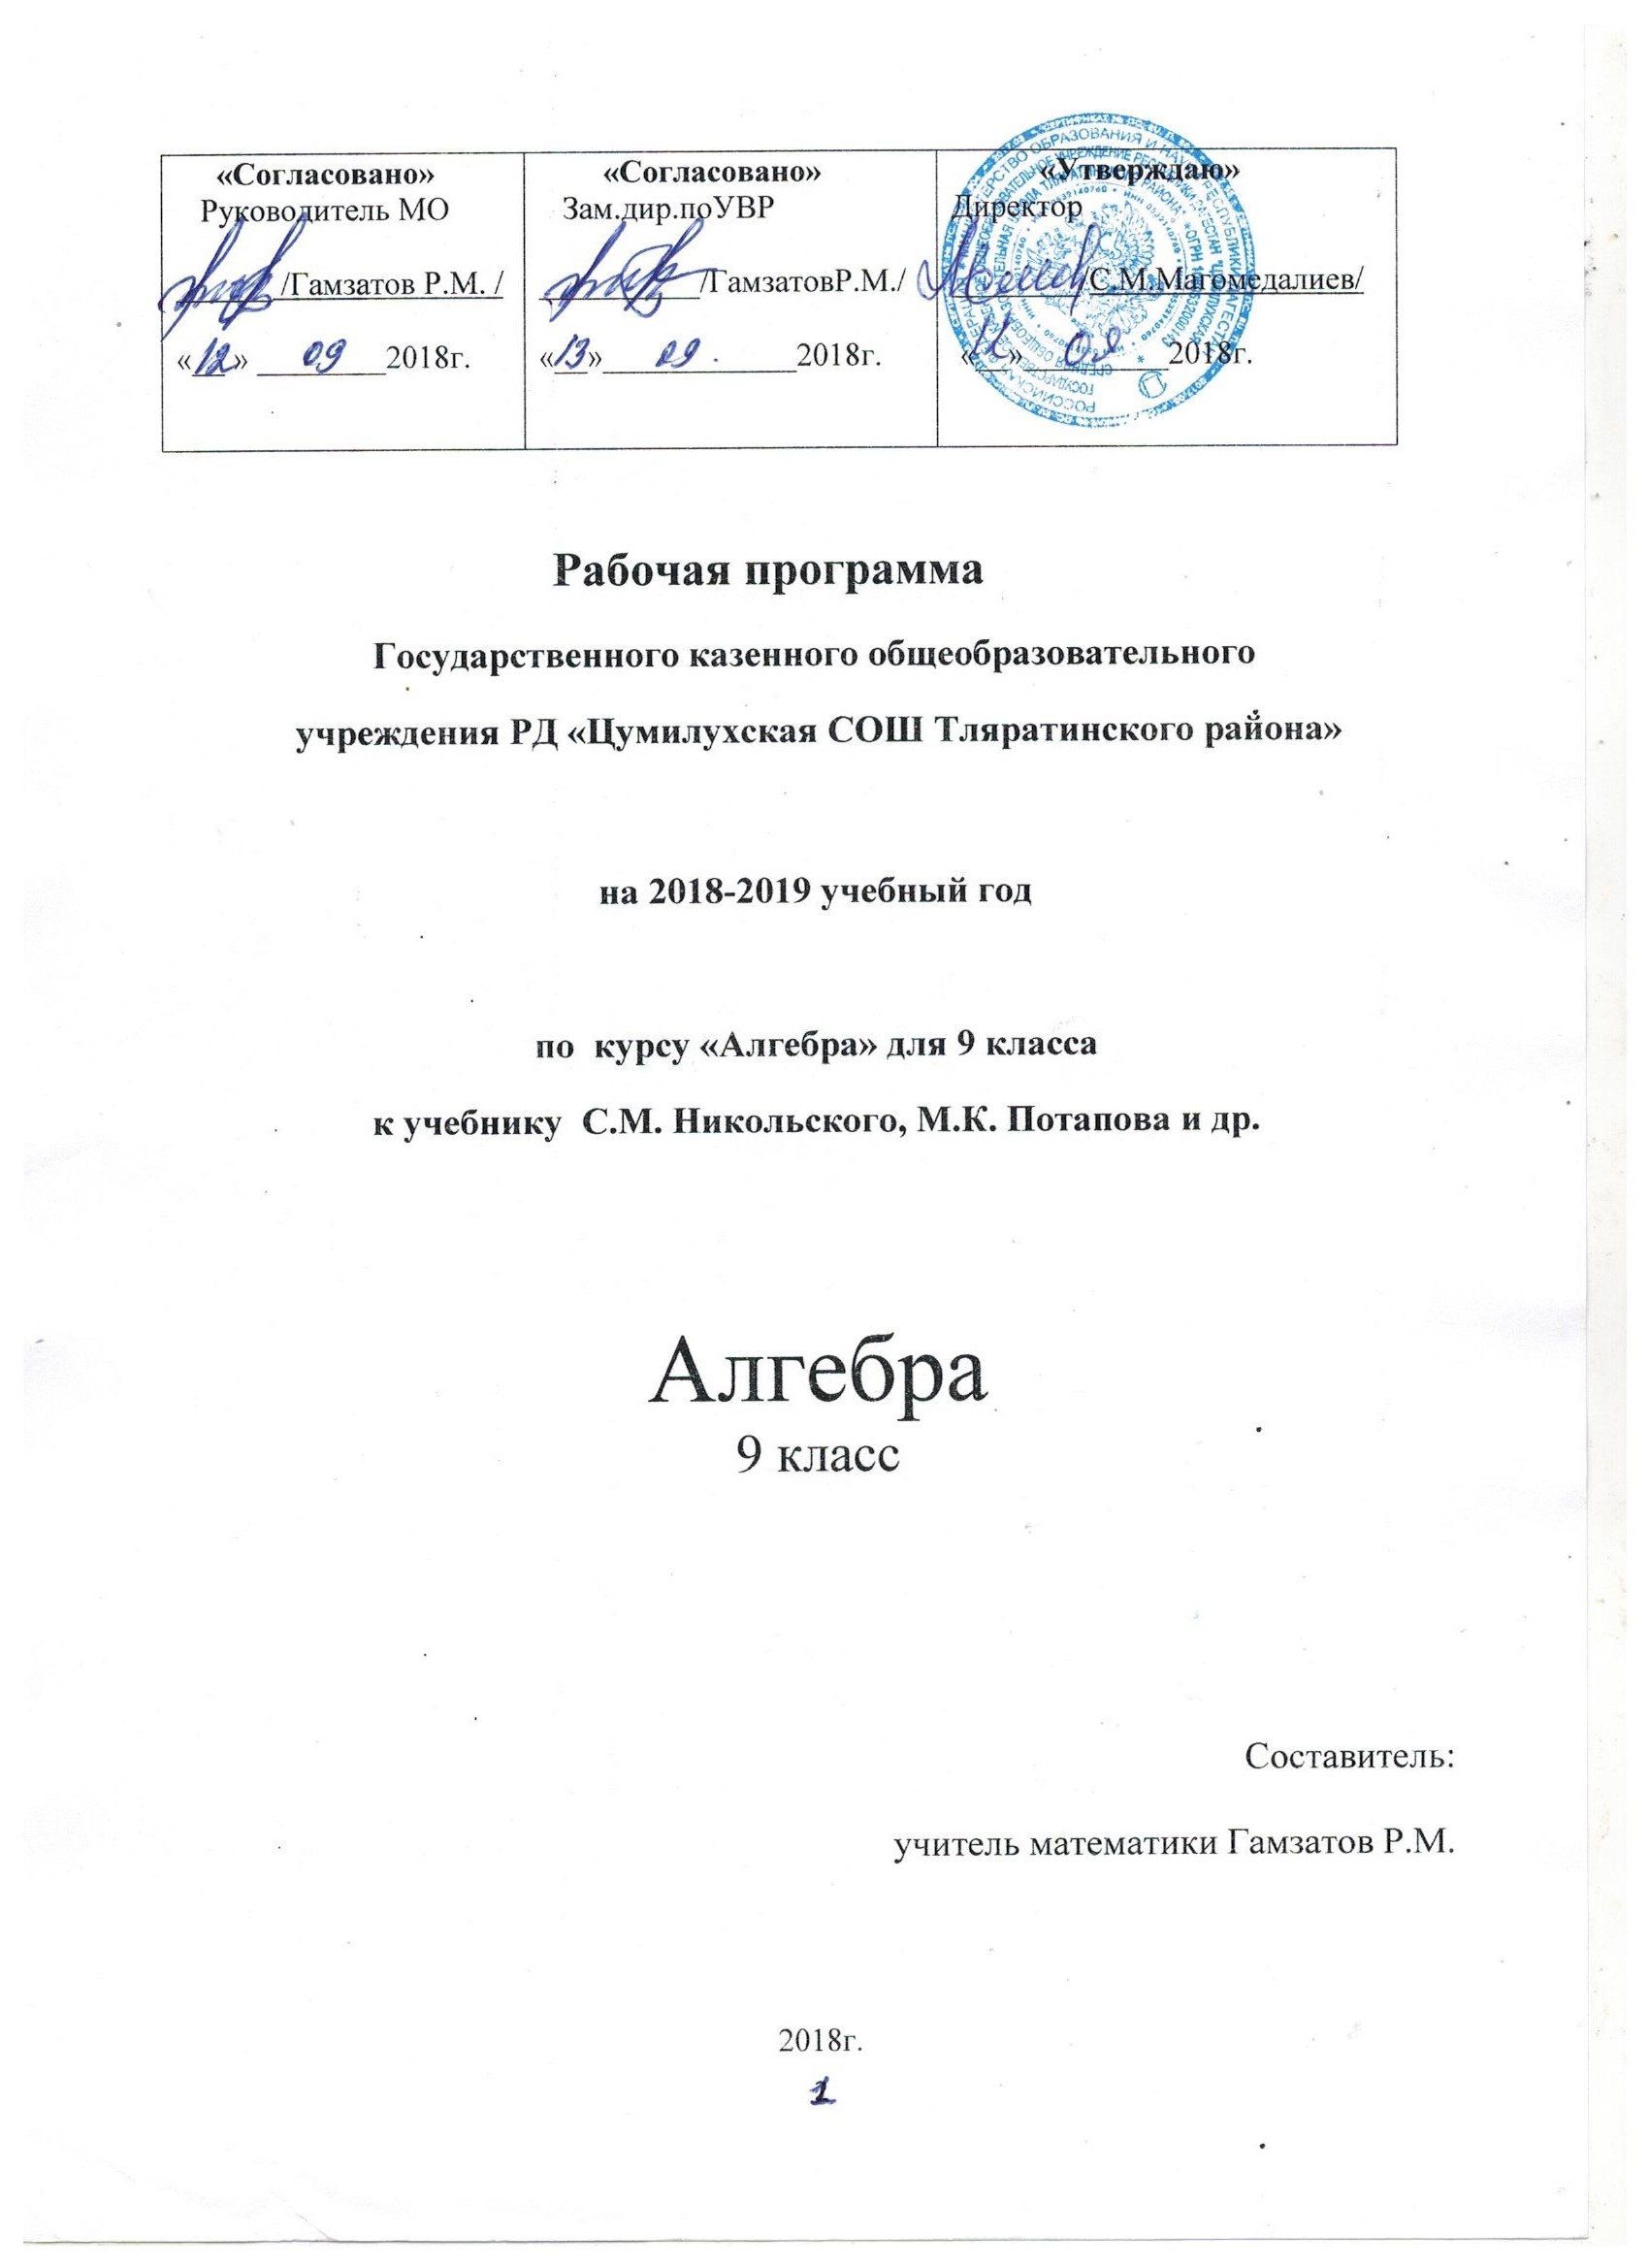 «Согласовано»
Руководитель МО
/Гамзатов Р.М. /
«12» 09 2018г.
«Согласовано»
Зам.дир.поУВР
/ГамзатовР.М./
«13» 09. 2018г.
«Утверждаю»
Директор
/С.М.Магомедалиев/
« » 2018г.
Рабочая программа
Государственного казенного общеобразовательного
учреждения РД «Цумилухская СОШ Тляратинского района»
на 2018-2019 учебный год
по курсу «Алгебра» для 9 класса
к учебнику С.М. Никольского, М.К. Потапова и др.
Алгебра
9 класс
Составитель:
учитель математики Гамзатов Р.М.
2018г.
1